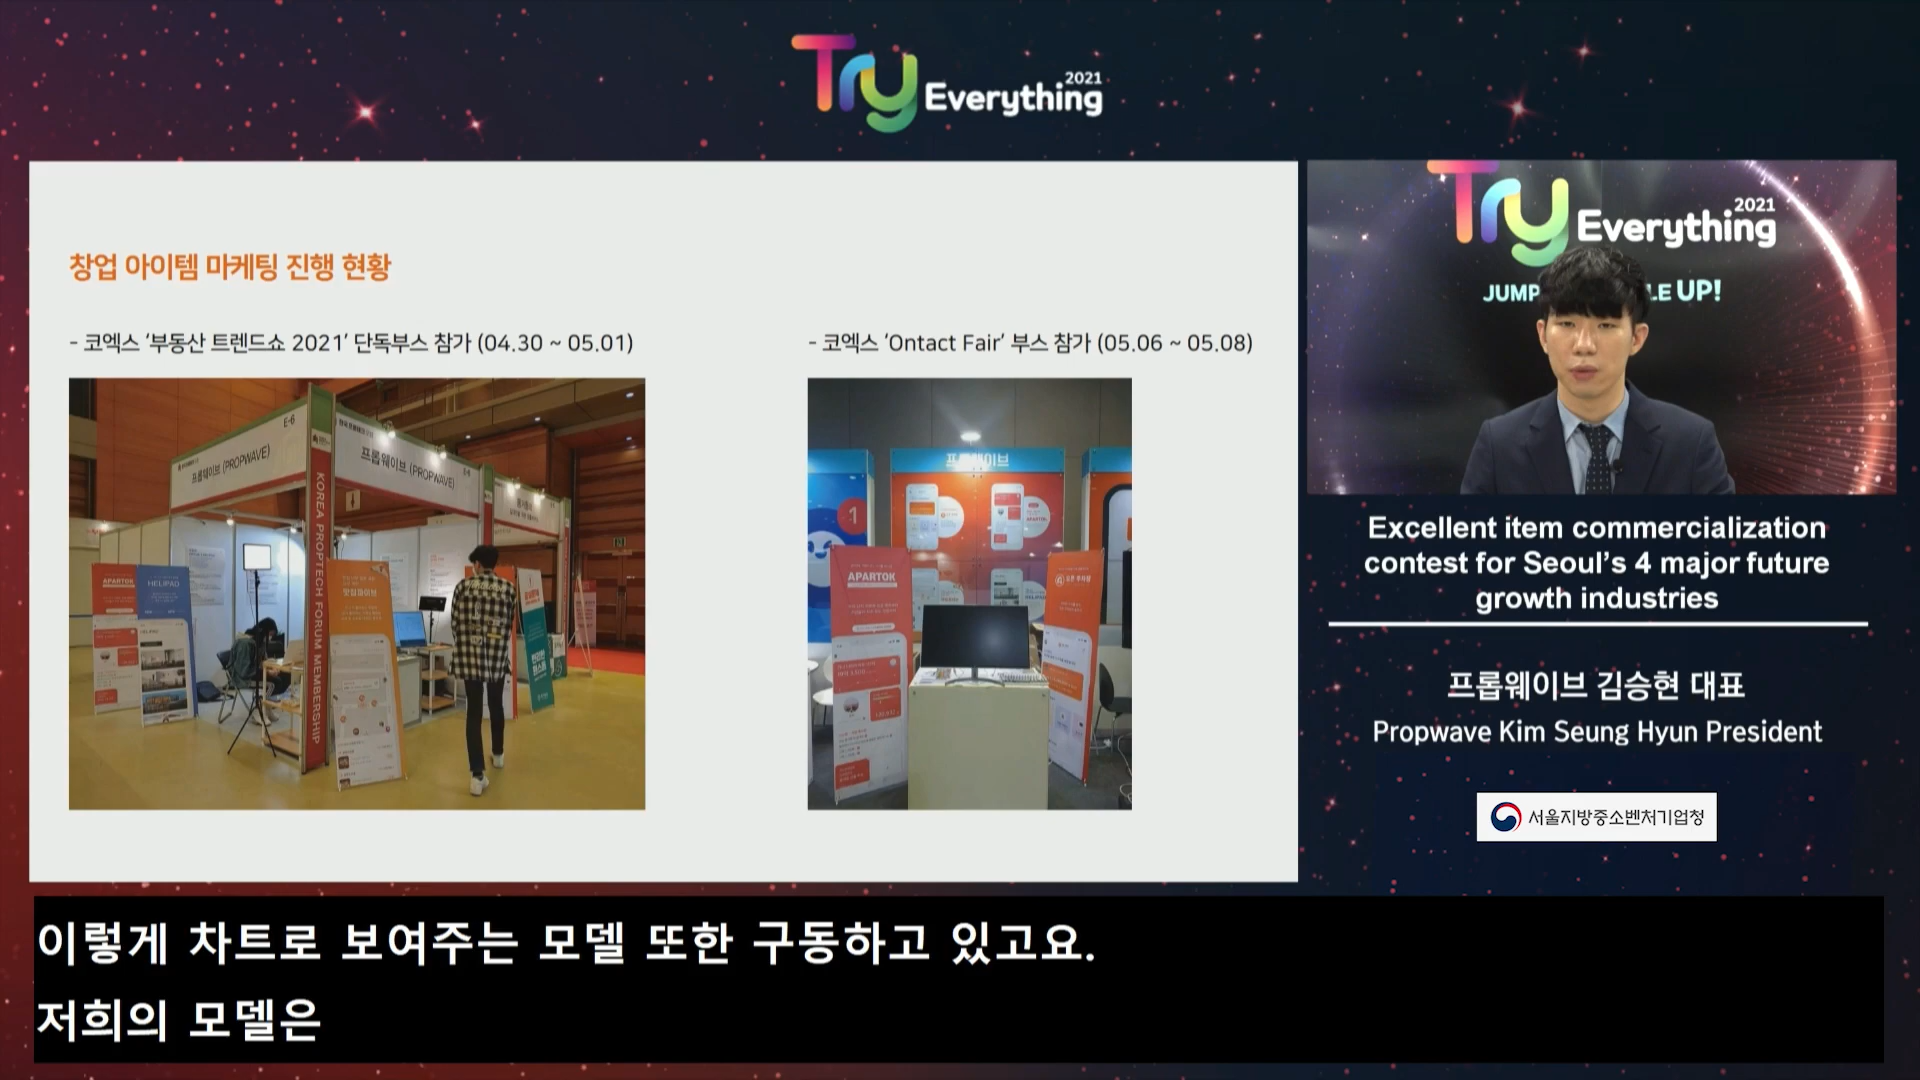 Try Everything 2021
창업 아이템 마케팅 진행 현황
- 코엑스 ‘부동산 트렌드쇼 2021’ 단독부스 참가 (04.30 ~ 05.01)
- 코엑스 ‘Ontact Fair’ 부스 참가 (05.06 ~ 05.08)
E-6
프롭웨이브 (PROPWAVE)
프롭웨이브 (PROPWAVE)
KOREA PROPTECH FORUM MEMBERSHIP
APARTOK
HELIPAD
프롭웨이브
1
APARTOK
Try Everything 2021
JUMP
LE UP!
Excellent item commercialization
contest for Seoul’s 4 major future
growth industries
프롭웨이브 김승현 대표
Propwave Kim Seung Hyun President
서울지방중소벤처기업청
이렇게 차트로 보여주는 모델 또한 구동하고 있고요.
저희의 모델은